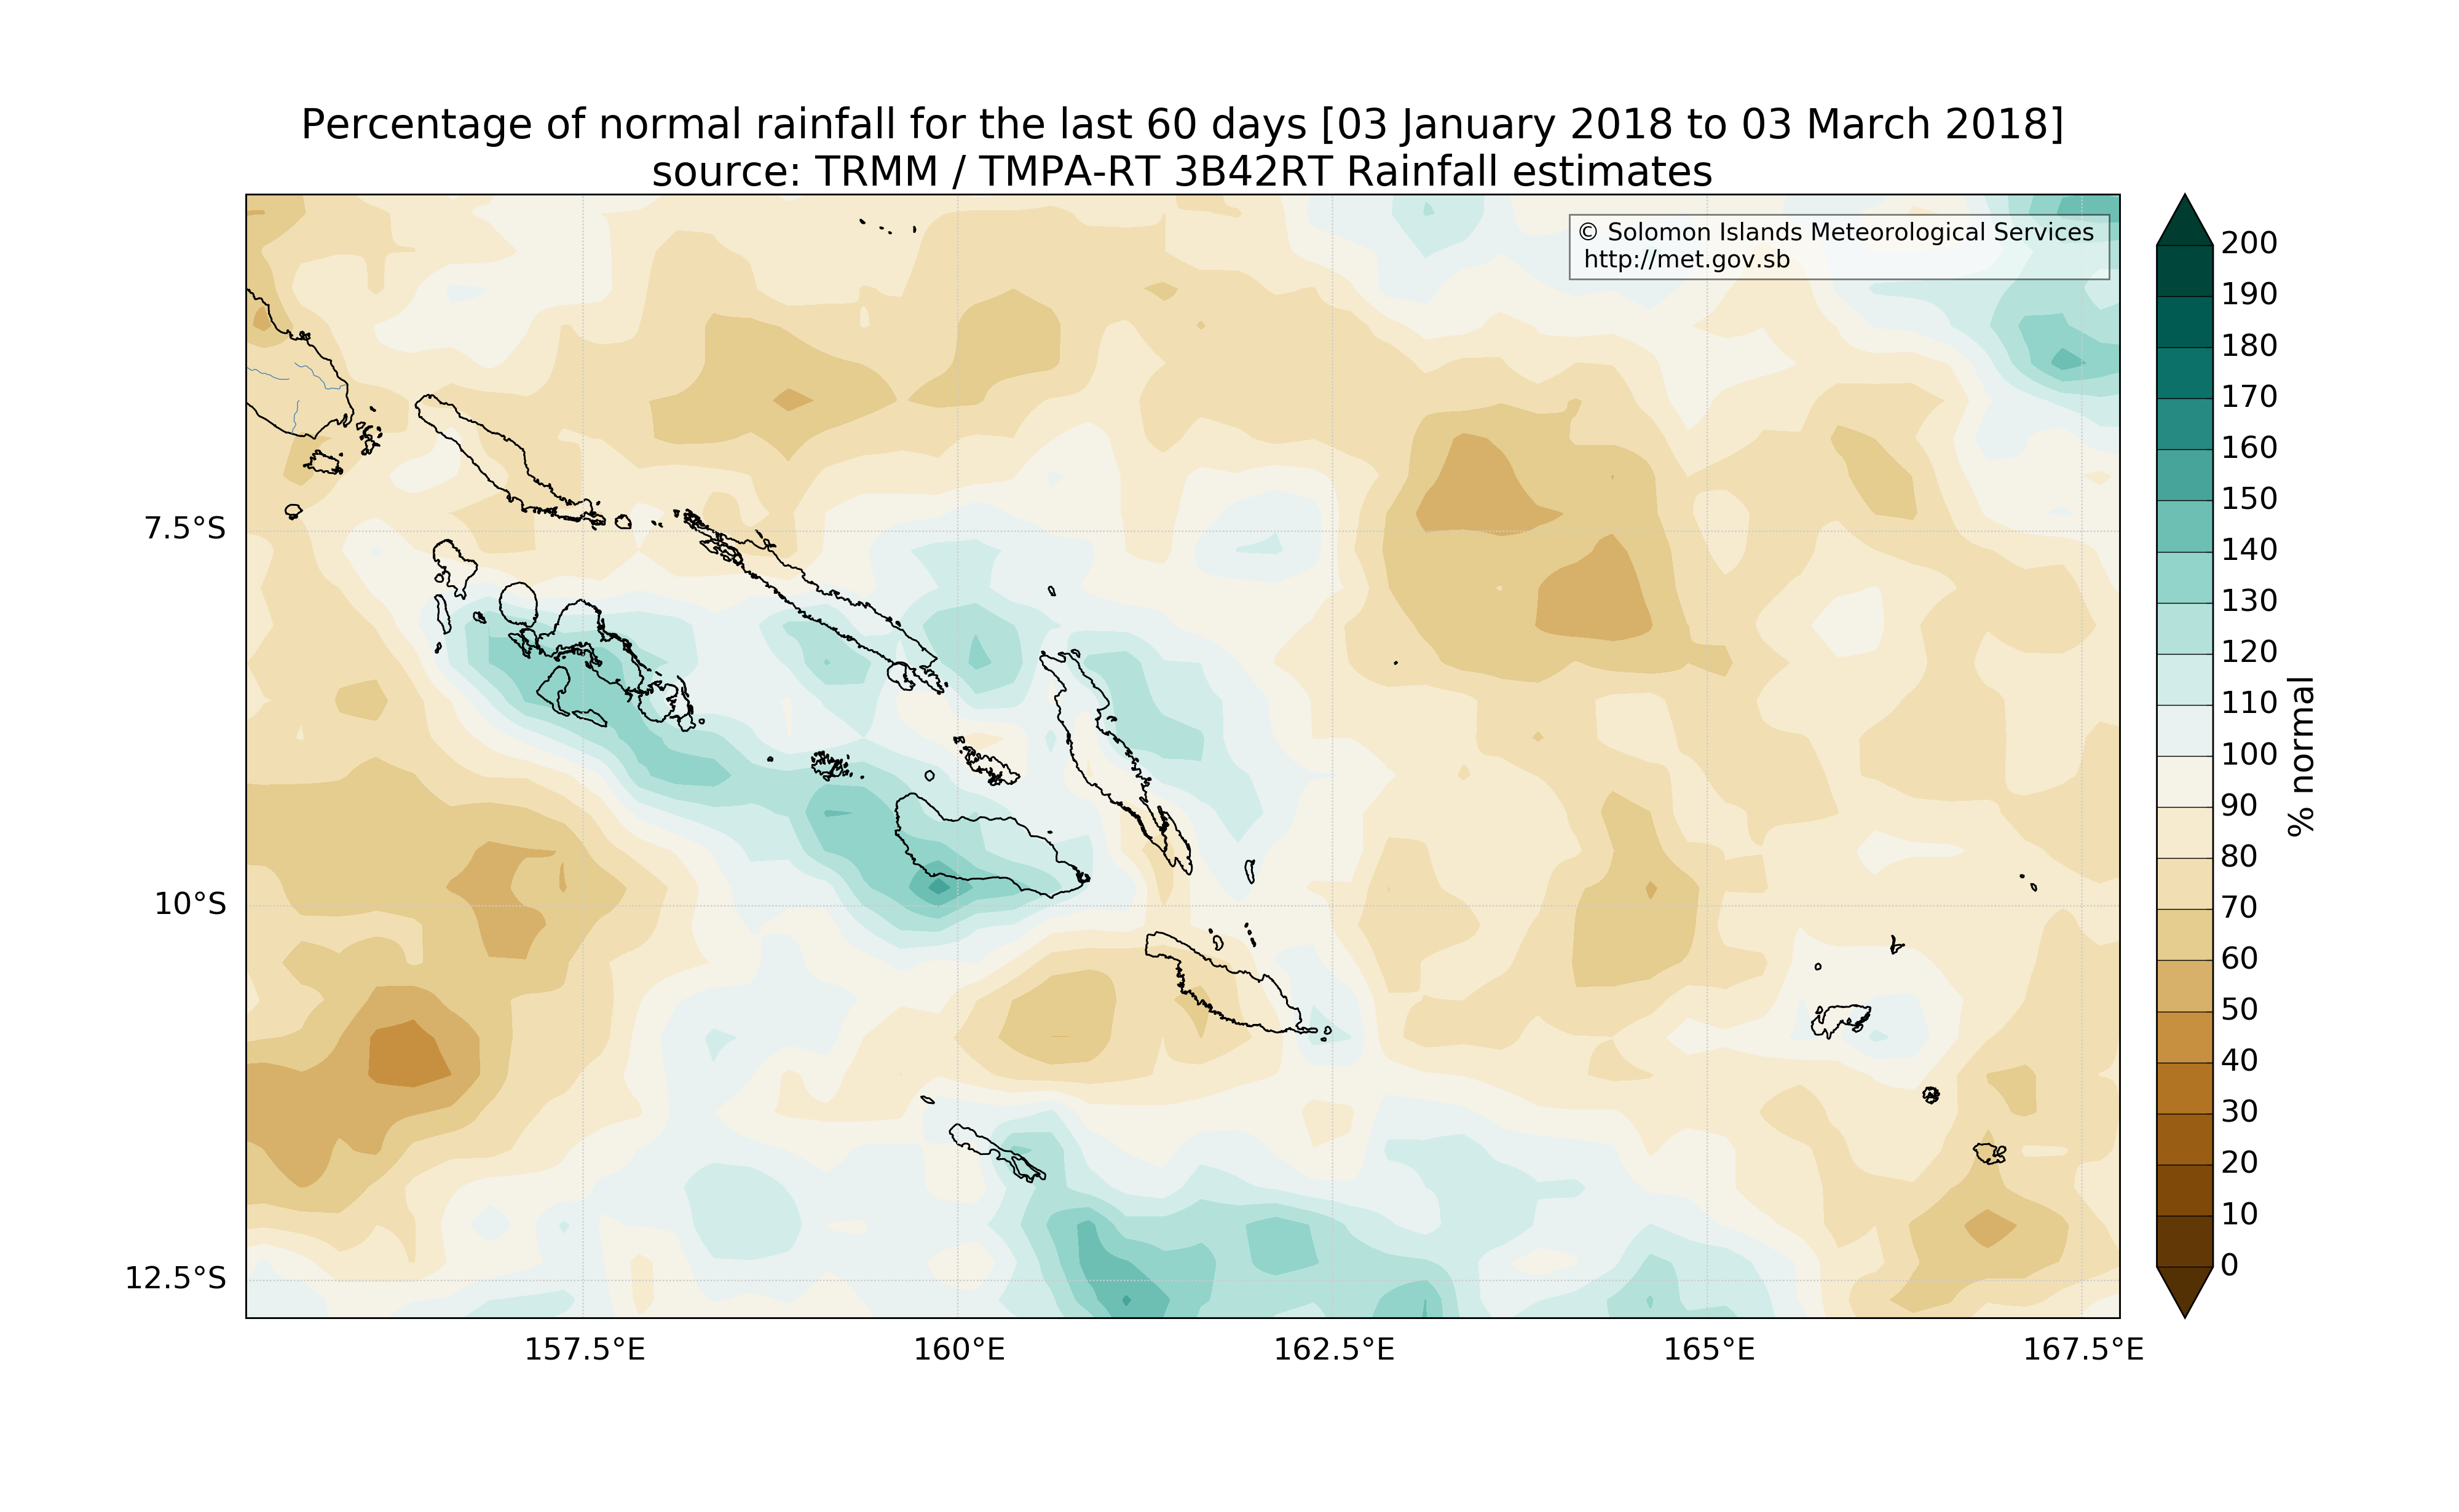 Percentage of normal rainfall for the last 60 days [03 January 2018 to 03 March 2018]
source: TRMM / TMPA-RT 3B42RT Rainfall estimates
© Solomon Islands Meteorological Services
http://met.gov.sb
7.5°S
10°S
12.5°S
157.5°E
160°E
162.5°E
165°E
167.5°E
200
190
180
170
160
150
140
130
120
110
100
90
80
70
60
50
40
30
20
10
0
% normal